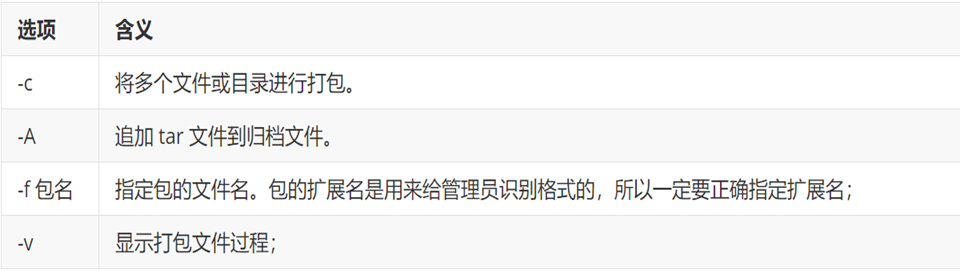 选项 含义
-c 将多个文件或目录进行打包。
-A 追加 tar 文件到归档文件。
-f 包名 指定包的文件名。包的扩展名是用来给管理员识别格式的，所以一定要正确指定扩展名；
-v 显示打包文件过程；